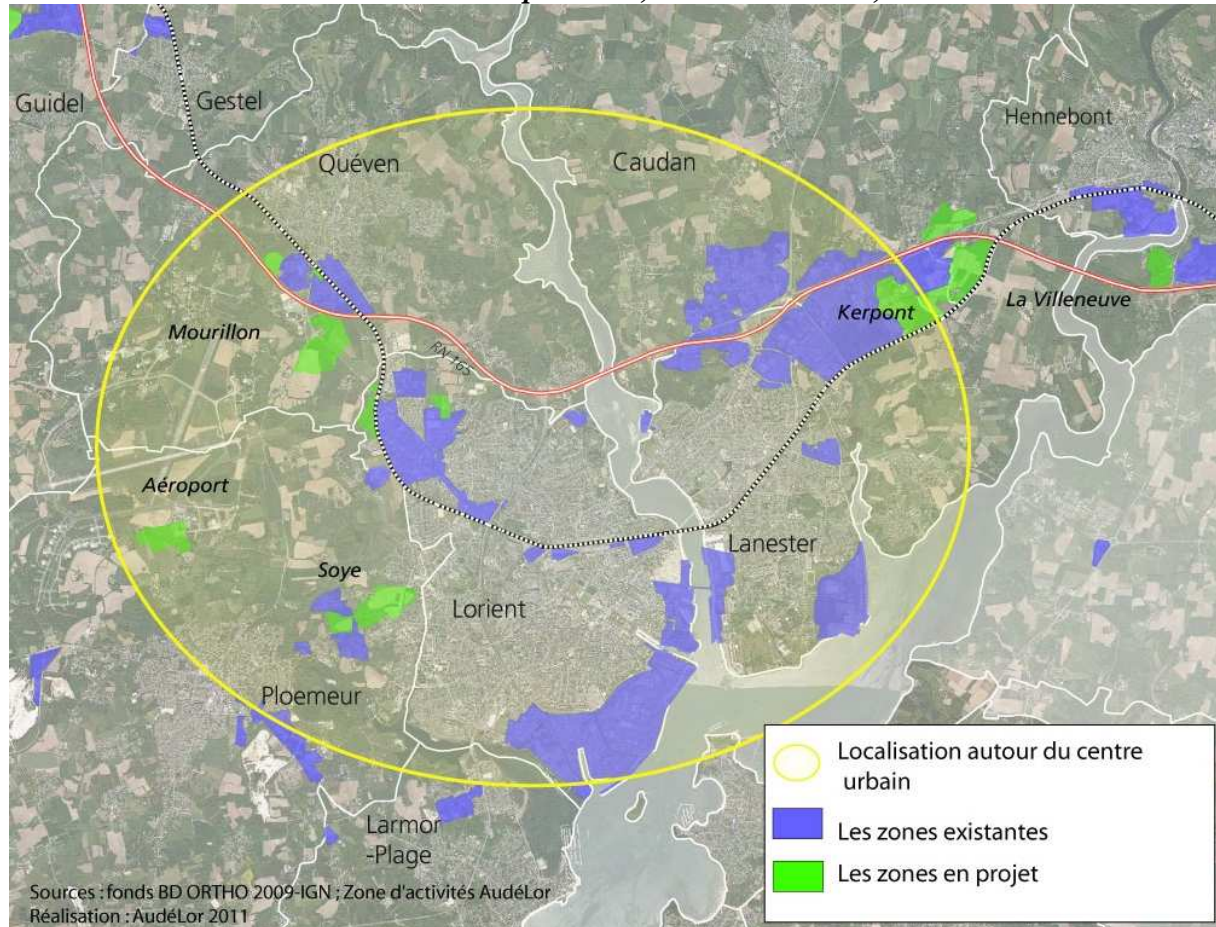 Guidel
Gestel
Quéven
Caudan
Hennebont
Mourillon
RN 165
Kerpont
La Villeneuve
Aéroport
Soye
Lorient
Lanester
Ploemeur
Larmor
-Plage
Localisation autour du centre
urbain
Les zones existantes
Les zones en projet
Sources : fonds BD ORTHO 2009-IGN ; Zone d'activités AudéLor
Réalisation : AudéLor 2011